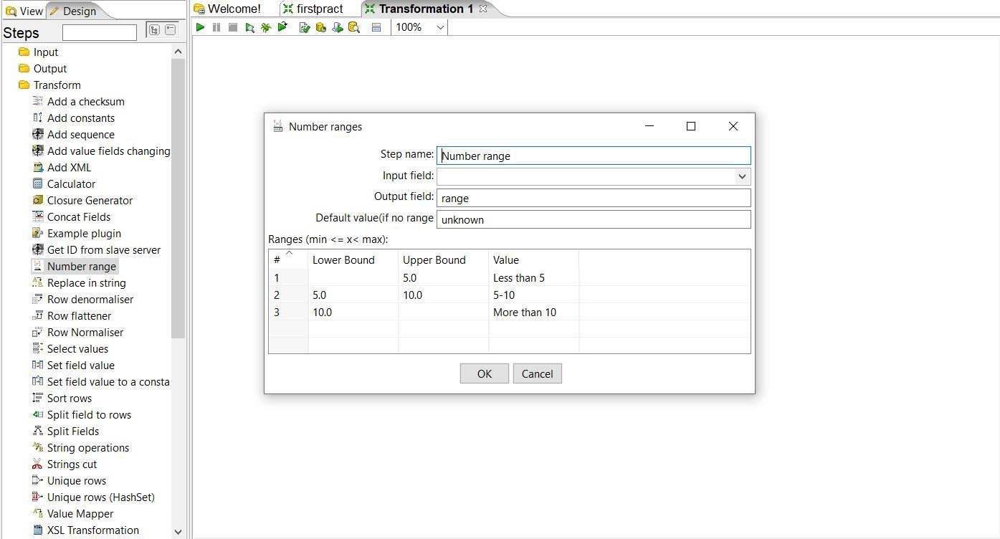 View Design
Steps
Input
Output
Transform
Add a checksum
Add constants
Add sequence
Add value fields changing
Add XML
Calculator
Closure Generator
Concat Fields
Example plugin
Get ID from slave server
Number range
Replace in string
Row denormaliser
Row flattener
Row Normaliser
Select values
Set field value
Set field value to a consta
Sort rows
Split field to rows
Split Fields
String operations
Strings cut
Unique rows
Unique rows (HashSet)
Value Mapper
XSL Transformation
Welcome! firstpract Transformation 1
100%
Number ranges
Step name: Number range
Input field:
Output field: range
Default value(if no range unknown
Ranges (min <= x< max):
# Lower Bound Upper Bound Value
1 5.0 Less than 5
2 5.0 10.0 5-10
3 10.0 More than 10
OK Cancel